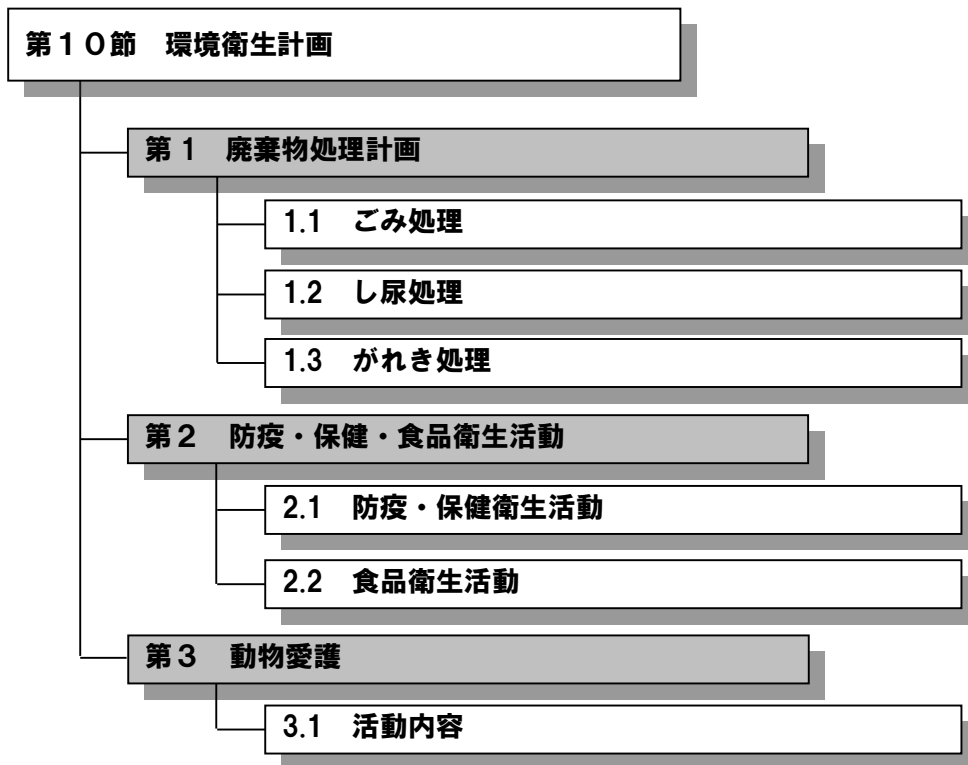 第１０節　環境衛生計画
第１　廃棄物処理計画
1.1　ごみ処理
1.2　し尿処理
1.3　がれき処理
第２　防疫・保健・食品衛生活動
2.1　防疫・保健衛生活動
2.2　食品衛生活動
第３　動物愛護
3.1　活動内容